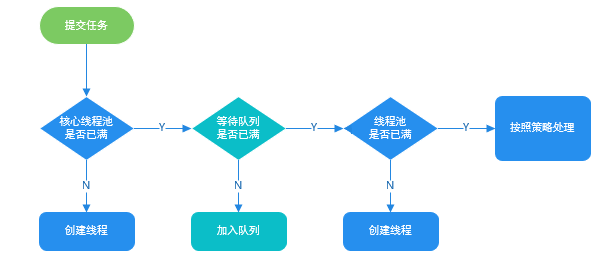 提交任务
核心线程池
是否已满
Y
等待队列
是否已满
Y
线程池
是否已满
Y
按照策略处理
N
N
N
创建线程
加入队列
创建线程